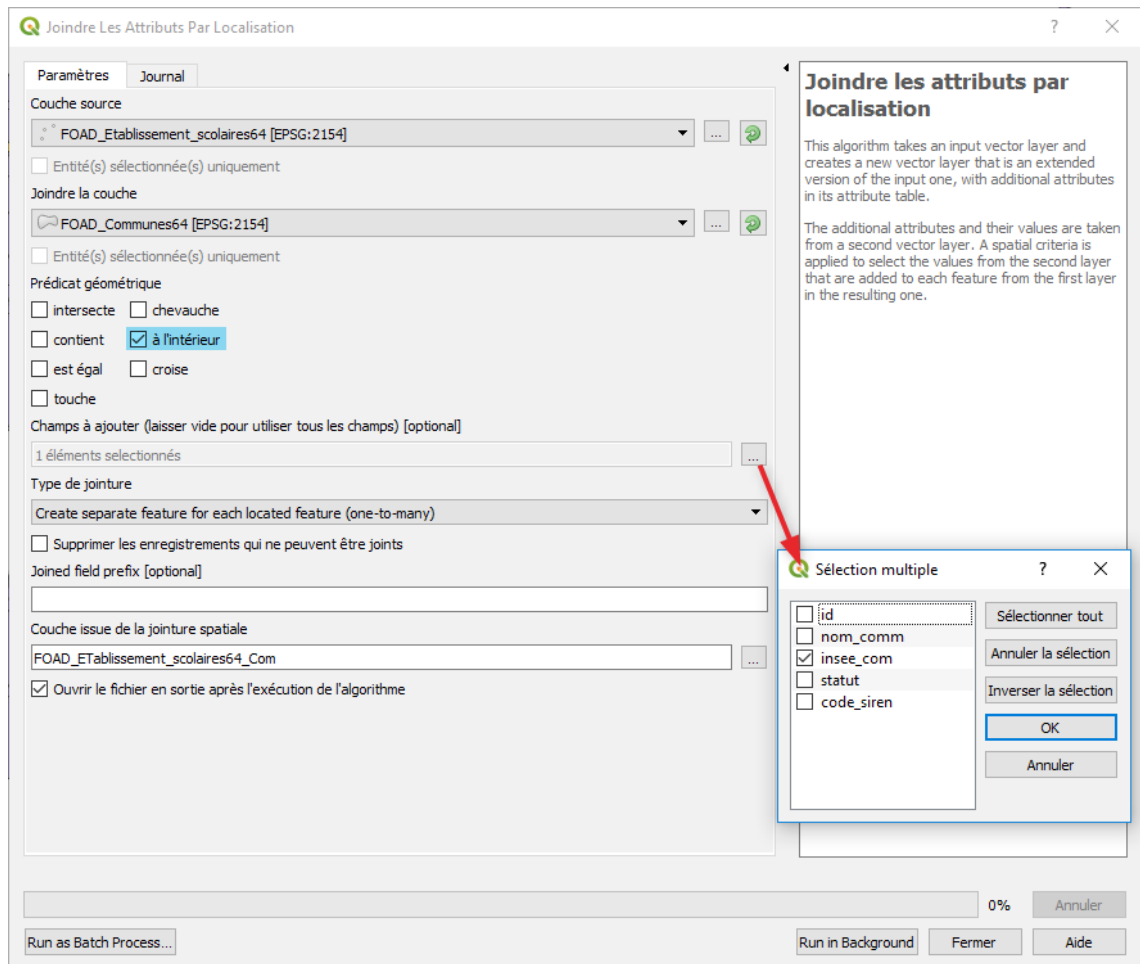 Joindre Les Attributs Par Localisation
?
Paramètres
Journal
Couche source
FOAD_Etablissement_scolaires64 [EPSG:2154]
...
Entité(s) sélectionnée(s) uniquement
Joindre la couche
FOAD_Communes64 [EPSG:2154]
...
Entité(s) sélectionnée(s) uniquement
Prédicat géométrique
intersecte
chevauche
contient
à l'intérieur
est égal
croise
touche
Champs à ajouter (laisser vide pour utiliser tous les champs) [optional]
1 éléments selectionnés
...
Type de jointure
Create separate feature for each located feature (one-to-many)
Supprimer les enregistrements qui ne peuvent être joints
Joined field prefix [optional]
Couche issue de la jointure spatiale
FOAD_ETablissement_scolaires64_Com
...
Ouvrir le fichier en sortie après l'exécution de l'algorithme
Joindre les attributs par
localisation
This algorithm takes an input vector layer and
creates a new vector layer that is an extended
version of the input one, with additional attributes
in its attribute table.
The additional attributes and their values are taken
from a second vector layer. A spatial criteria is
applied to select the values from the second layer
that are added to each feature from the first layer
in the resulting one.
Sélection multiple
?
id
nom_comm
insee_com
statut
code_siren
Sélectionner tout
Annuler la sélection
Inverser la sélection
OK
Annuler
0%
Annuler
Run as Batch Process...
Run in Background
Fermer
Aide